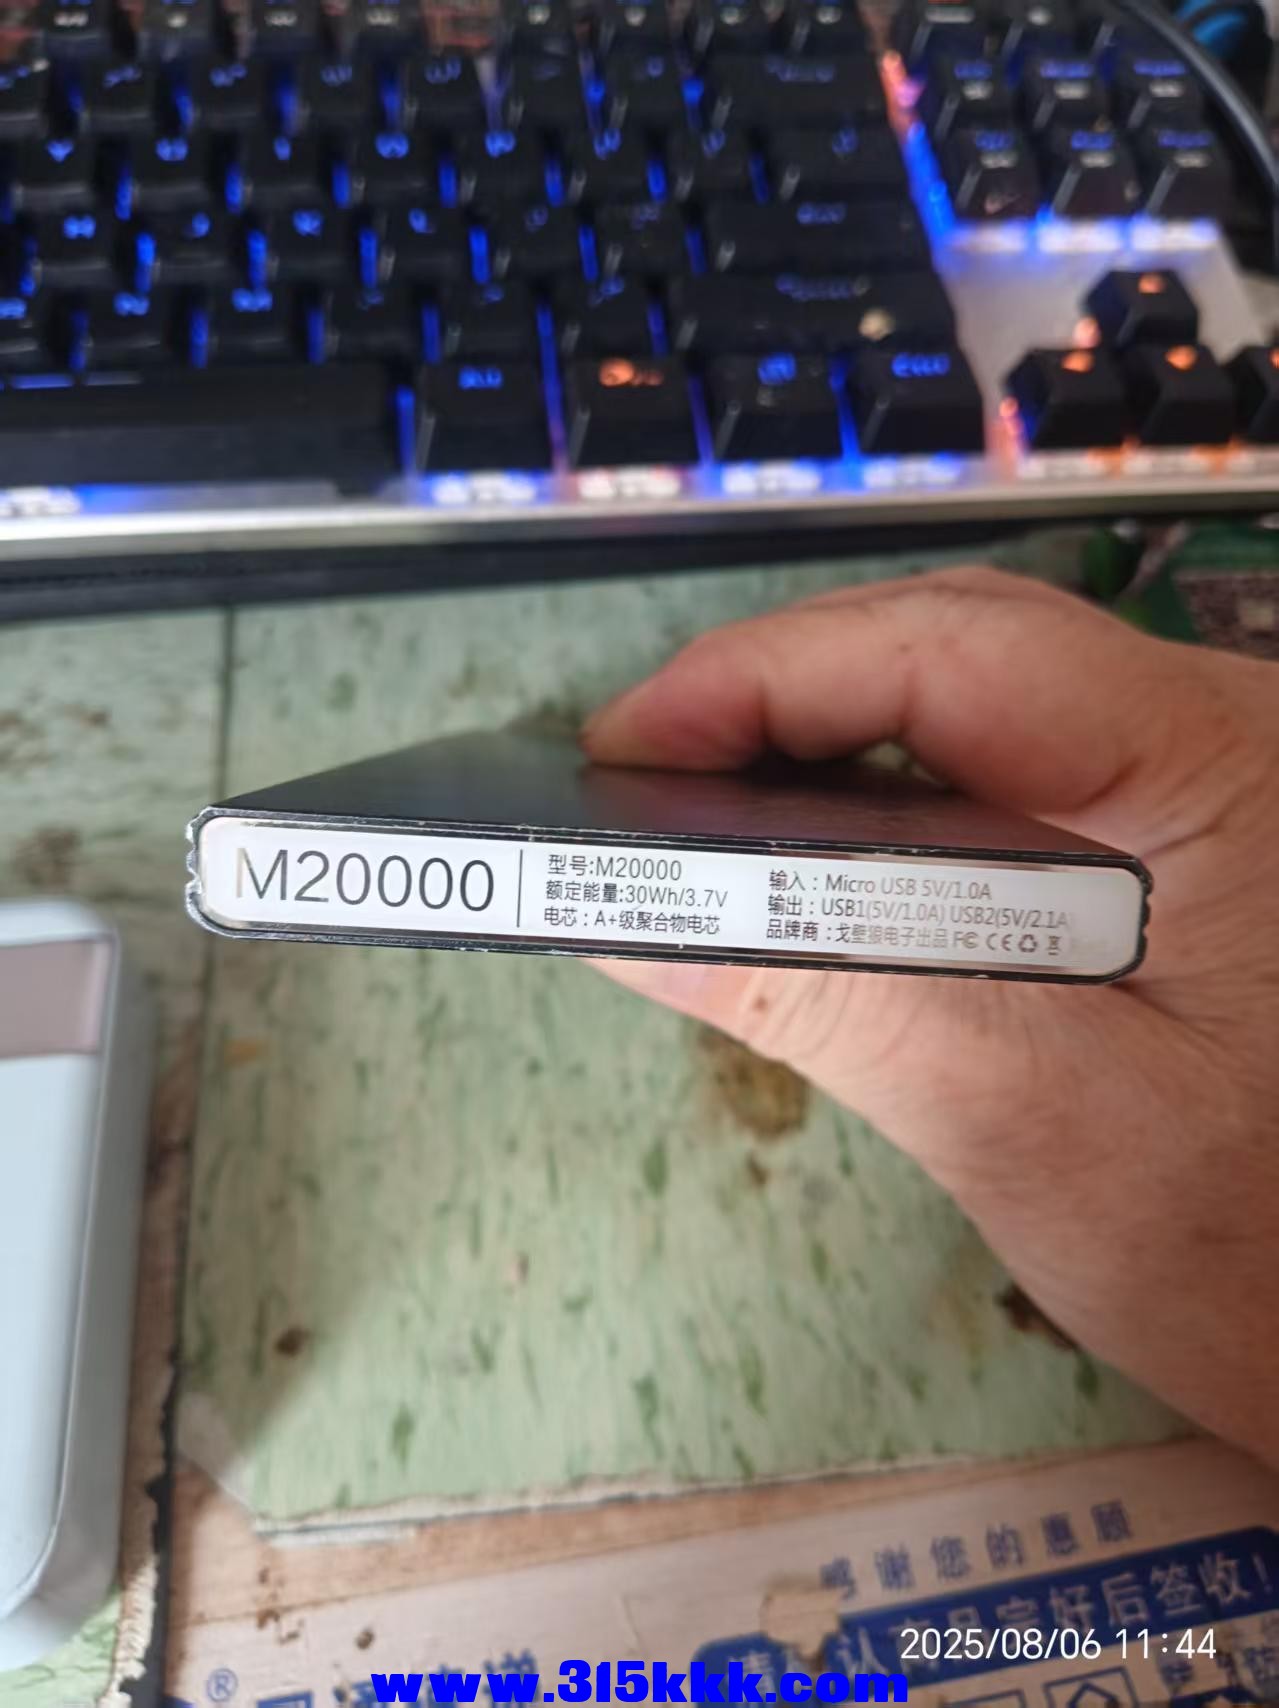 M20000
型号:M20000
额定能量:30Wh/3.7V
电芯：A+级聚合物电芯
输入：Micro USB 5V/1.0A
输出：USB1(5V/1.0A) USB2(5V/2.1A)
品牌商：戈壁狼电子出品 FC CE
感谢您的惠顾
认商品完好后签收!
®
2025/08/06 11:44
www.315kkk.com